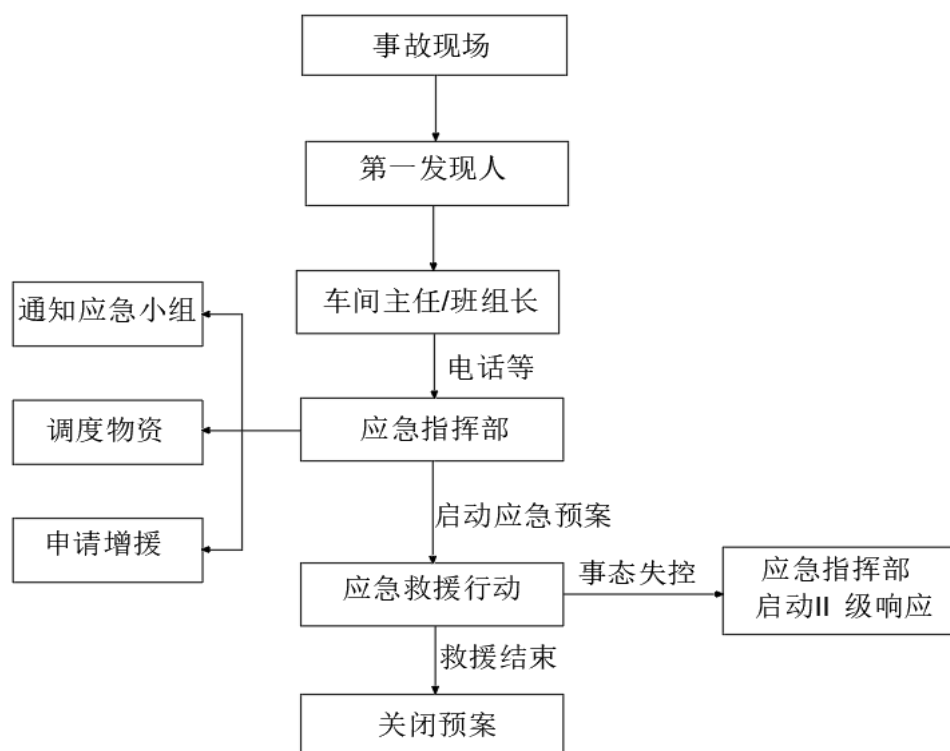 事故现场
第一发现人
车间主任/班组长
通知应急小组
电话等
调度物资
应急指挥部
启动应急预案
申请增援
应急救援行动
事态失控
应急指挥部
启动II 级响应
救援结束
关闭预案